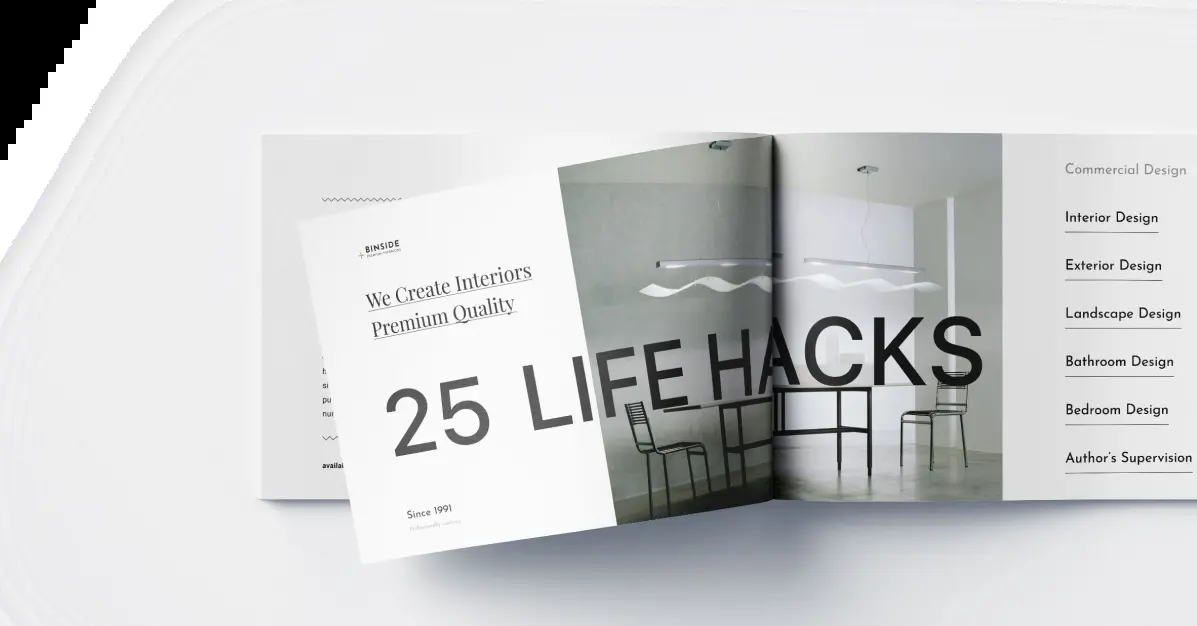 BINSIDE
We Create Interiors
Premium Quality
25 LIFE HACKS
Since 1991
Commercial Design
Interior Design
Exterior Design
Landscape Design
Bathroom Design
Bedroom Design
Author's Supervision